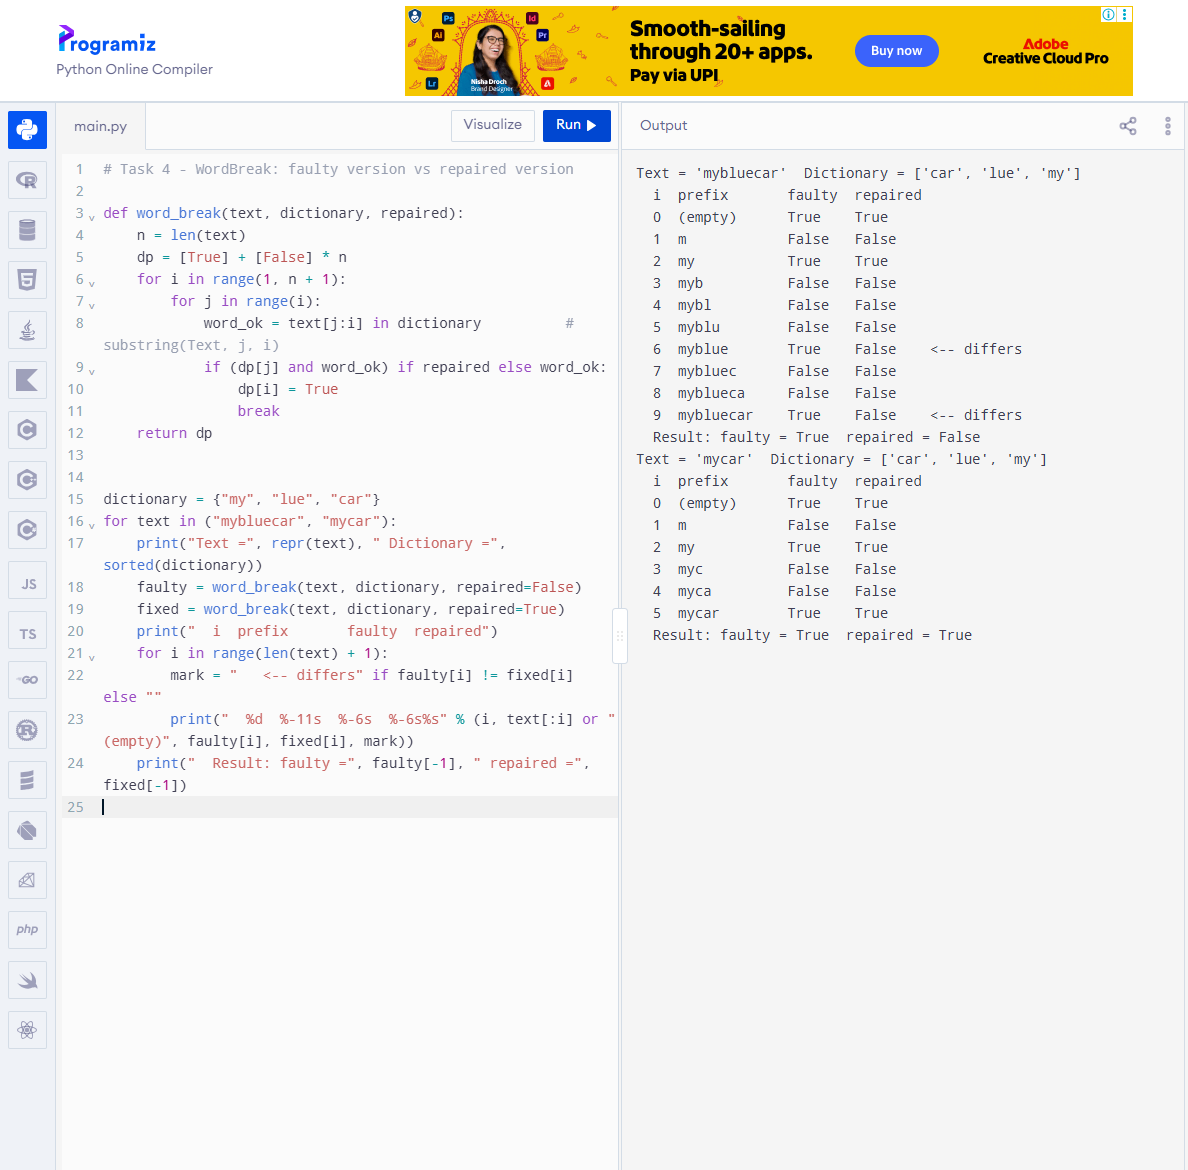 Programiz
Python Online Compiler
Ps
Id
Ai
Pr
Lr
Nisha Droch
Brand Designer
Smooth-sailing
through 20+ apps.
Pay via UPI
Buy now
Adobe
Creative Cloud Pro
main.py
Visualize
Run
1 # Task 4 - WordBreak: faulty version vs repaired version
2
3 def word_break(text, dictionary, repaired):
4     n = len(text)
5     dp = [True] + [False] * n
6     for i in range(1, n + 1):
7         for j in range(i):
8             word_ok = text[j:i] in dictionary          #
substring(Text, j, i)
9             if (dp[j] and word_ok) if repaired else word_ok:
10                 dp[i] = True
11                 break
12     return dp
13
14
15 dictionary = {"my", "lue", "car"}
16 for text in ("mybluecar", "mycar"):
17     print("Text =", repr(text), " Dictionary =",
sorted(dictionary))
18     faulty = word_break(text, dictionary, repaired=False)
19     fixed = word_break(text, dictionary, repaired=True)
20     print("  i  prefix       faulty  repaired")
21     for i in range(len(text) + 1):
22         mark = "   <-- differs" if faulty[i] != fixed[i]
else ""
23         print("  %d  %-11s  %-6s  %-6s%s" % (i, text[:i] or "
(empty)", faulty[i], fixed[i], mark))
24     print("  Result: faulty =", faulty[-1], " repaired =",
fixed[-1])
25
R
JS
TS
GO
php
Output
Text = 'mybluecar'  Dictionary = ['car', 'lue', 'my']
  i  prefix       faulty  repaired
  0  (empty)      True    True
  1  m            False   False
  2  my           True    True
  3  myb          False   False
  4  mybl         False   False
  5  myblu        False   False
  6  myblue       True    False    <-- differs
  7  mybluec      False   False
  8  myblueca     False   False
  9  mybluecar    True    False    <-- differs
  Result: faulty = True  repaired = False
Text = 'mycar'  Dictionary = ['car', 'lue', 'my']
  i  prefix       faulty  repaired
  0  (empty)      True    True
  1  m            False   False
  2  my           True    True
  3  myc          False   False
  4  myca         False   False
  5  mycar        True    True
  Result: faulty = True  repaired = True